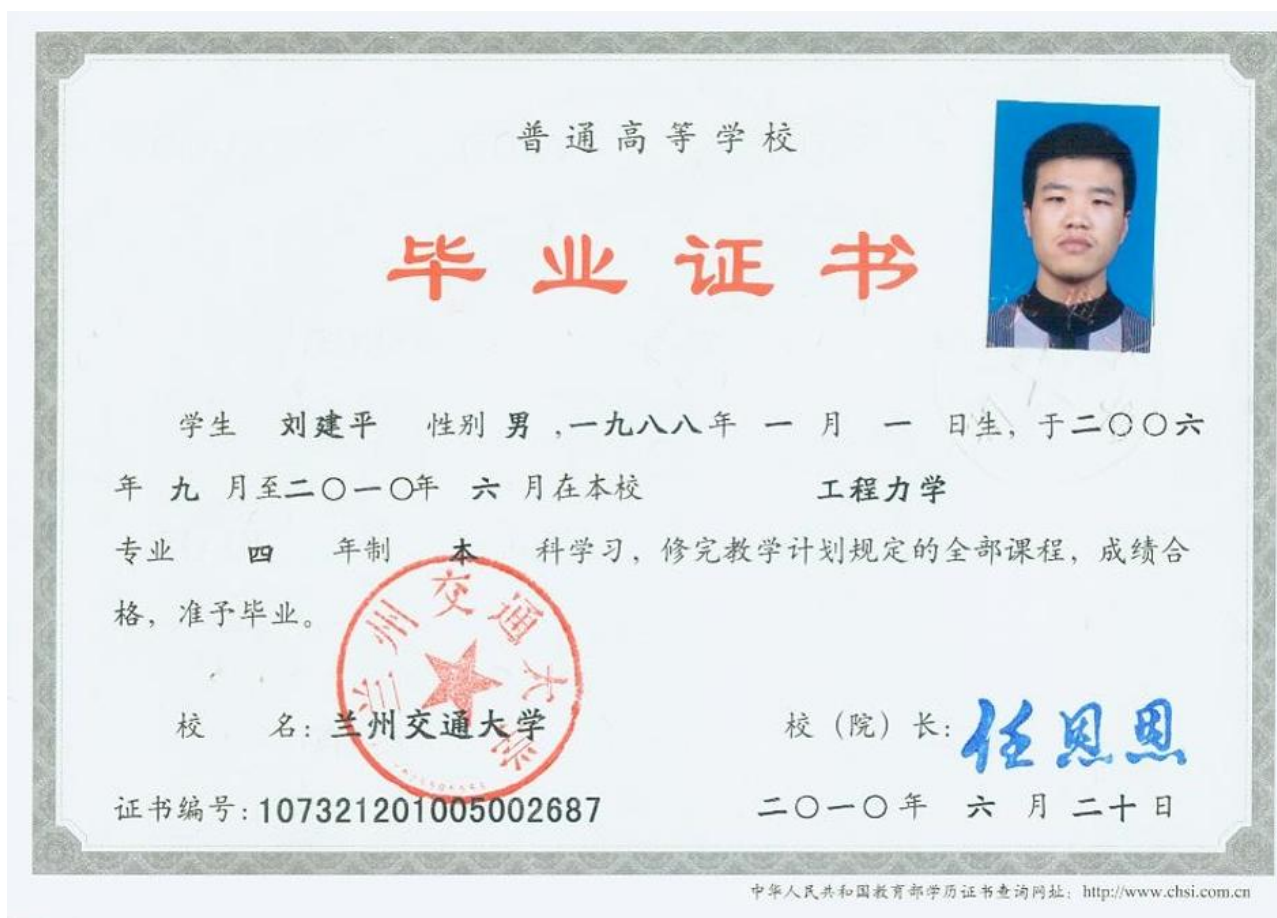 普通高等学校
毕业证书
学生 刘建平 性别 男 ,一九八八年 一 月 一 日生, 于二〇〇六
年 九 月至二〇一〇年 六 月在本校 工程力学
专业 四 年制 本 科学习, 修完教学计划规定的全部课程, 成绩合
格, 准予毕业。
兰州交通大学
校 名: 兰州交通大学 校(院)长: 任恩恩
证书编号: 107321201005002687 二〇一〇年 六 月 二十 日
中华人民共和国教育部学历证书查询网址: http://www.chsi.com.cn